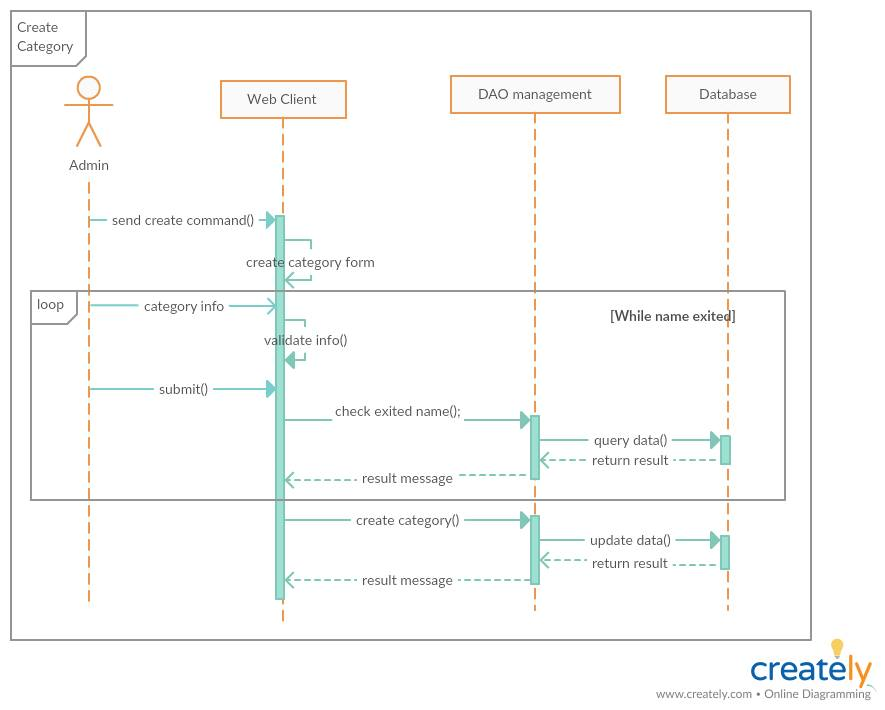 Create
Category
Web Client
DAO management
Database
Admin
send create command()
create category form
loop
category info
[While name exited]
validate info()
submit()
check exited name();
query data()
return result
result message
create category()
update data()
return result
result message
creately
www.creately.com • Online Diagramming